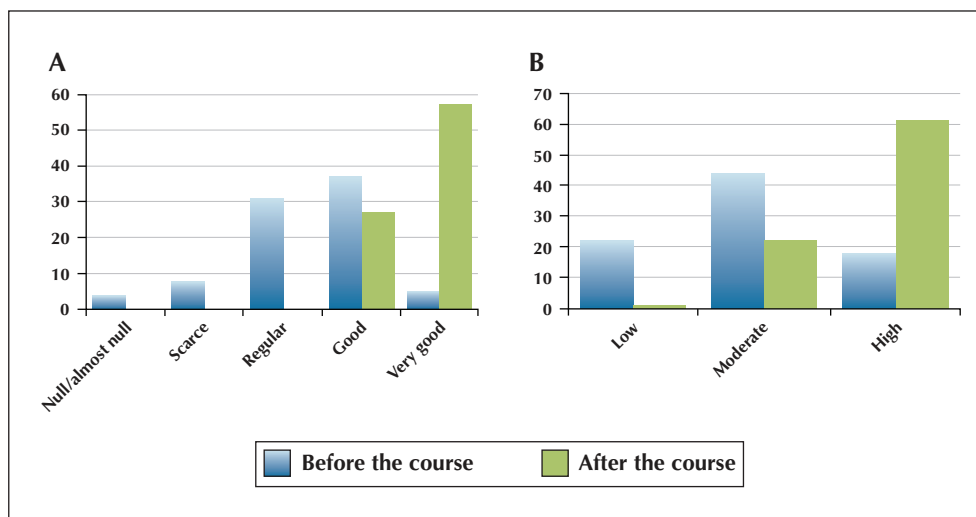 A
60
50
40
30
20
10
0
Null/almost null
Scarce
Regular
Good
Very good
B
70
60
50
40
30
20
10
0
Low
Moderate
High
Before the course
After the course